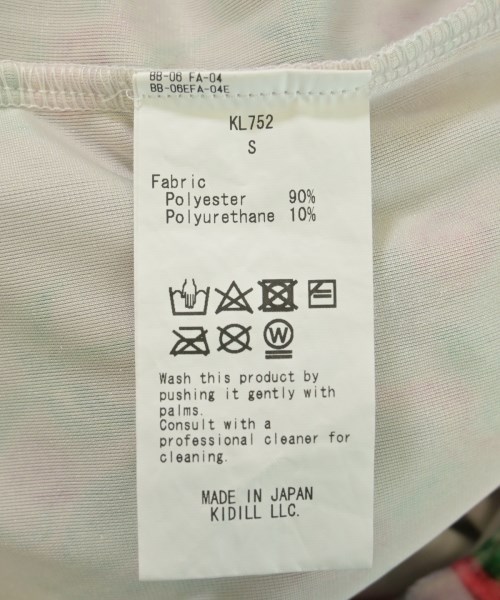 BB-06 FA-04
BB-06EFA-04E
KL752
S
Fabric
Polyester 90%
Polyurethane 10%
W
Wash this product by
pushing it gently with
palms.
Consult with a
professional cleaner for
cleaning.
MADE IN JAPAN
KIDILL LLC.